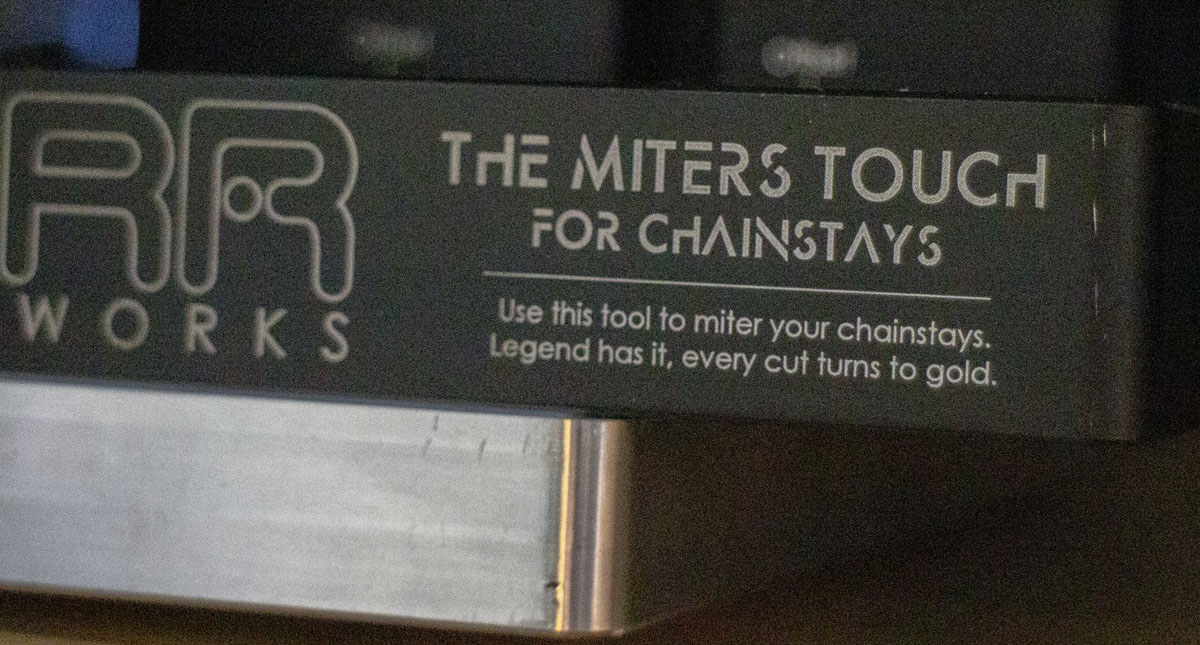 RR
WORKS
THE MITERS TOUCH
FOR CHAINSTAYS
Use this tool to miter your chainstays.
Legend has it, every cut turns to gold.